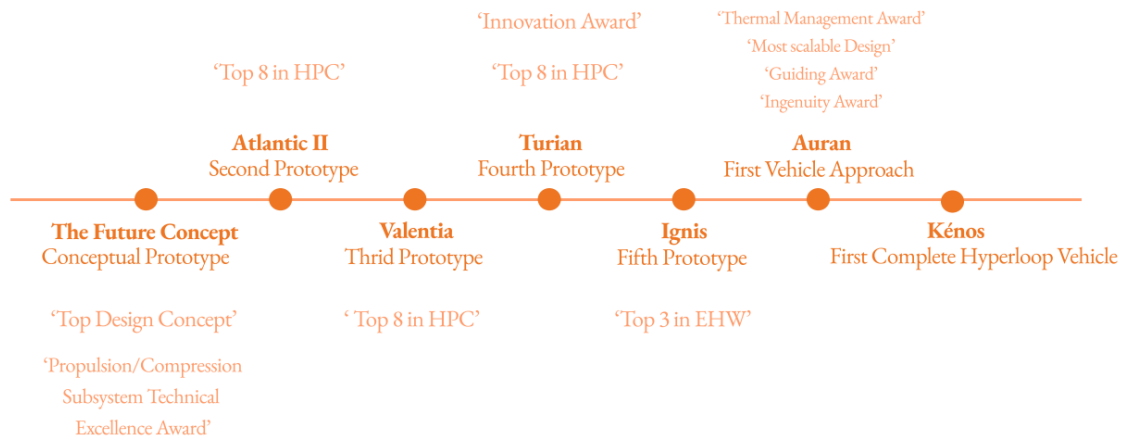 ‘Innovation Award’
‘Thermal Management Award’
‘Most scalable Design’
‘Top 8 in HPC’
‘Top 8 in HPC’
‘Guiding Award’
‘Ingenuity Award’
Atlantic II
Second Prototype
Turian
Fourth Prototype
Auran
First Vehicle Approach
The Future Concept
Conceptual Prototype
Valentia
Thrid Prototype
Ignis
Fifth Prototype
Kénos
First Complete Hyperloop Vehicle
‘Top Design Concept’
‘ Top 8 in HPC’
‘Top 3 in EHW’
‘Propulsion/Compression
Subsystem Technical
Excellence Award’